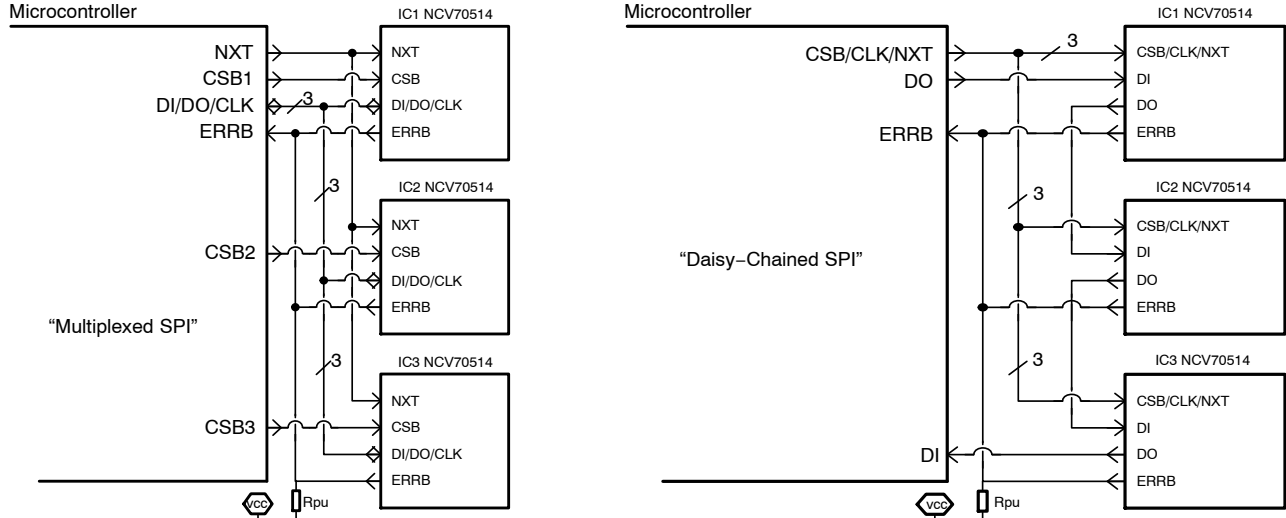 Microcontroller
IC1 NCV70514
NXT
CSB1
DI/DO/CLK
3
ERRB
NXT
CSB
DI/DO/CLK
ERRB
3
IC2 NCV70514
CSB2
NXT
CSB
DI/DO/CLK
ERRB
“Multiplexed SPI”
3
IC3 NCV70514
CSB3
NXT
CSB
DI/DO/CLK
ERRB
VCC
Rpu
Microcontroller
IC1 NCV70514
CSB/CLK/NXT
DO
ERRB
3
CSB/CLK/NXT
DI
DO
ERRB
3
IC2 NCV70514
CSB/CLK/NXT
DI
DO
ERRB
“Daisy−Chained SPI”
3
IC3 NCV70514
CSB/CLK/NXT
DI
DO
ERRB
DI
VCC
Rpu